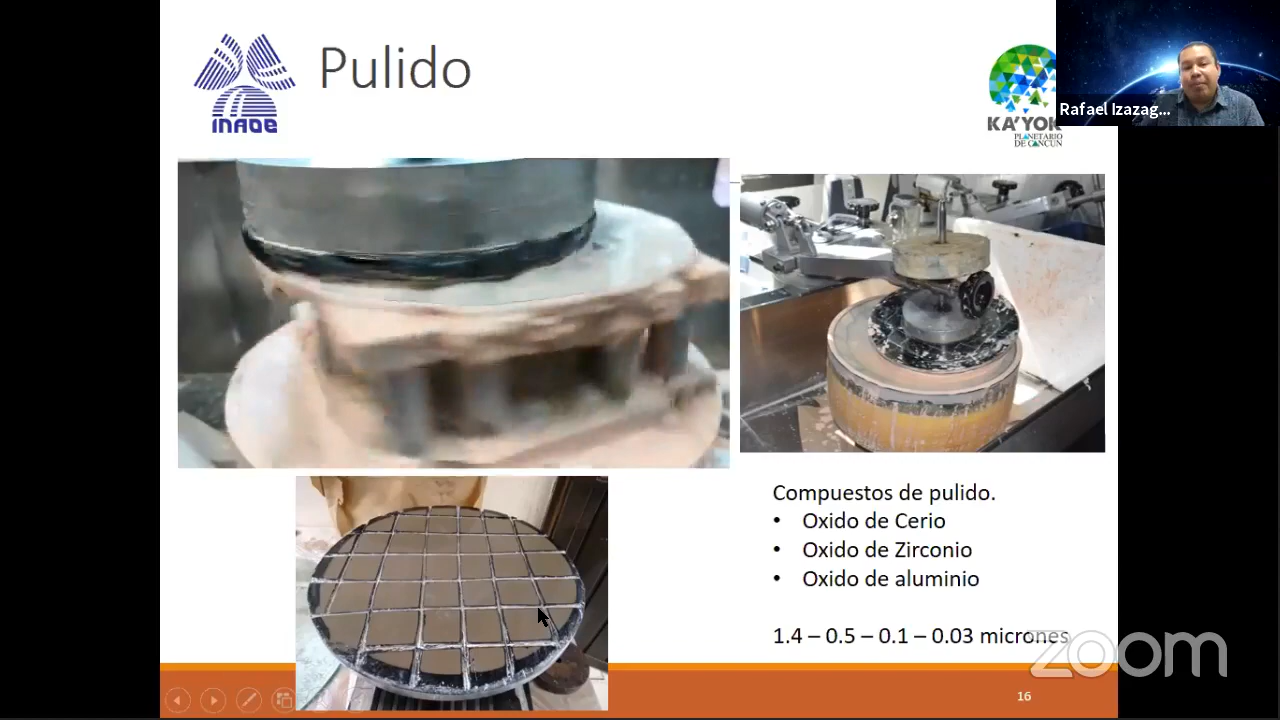 Pulido
INAOE
KA'YOK
PLANETARIO
DE CANCUN
Rafael Izazag...
Compuestos de pulido.
• Oxido de Cerio
• Oxido de Zirconio
• Oxido de aluminio
1.4 – 0.5 – 0.1 – 0.03 micrones
zoom
16